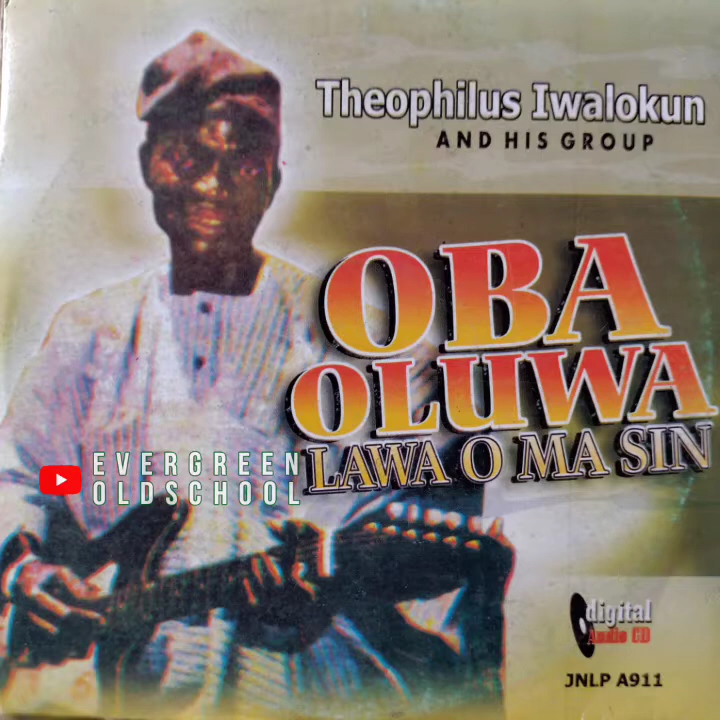 Theophilus Iwalokun
AND HIS GROUP
OBA
OLUWA
LAWA O MA SIN
EVERGREEN
OLDSCHOOL
digital
Audio CD
JNLP A911